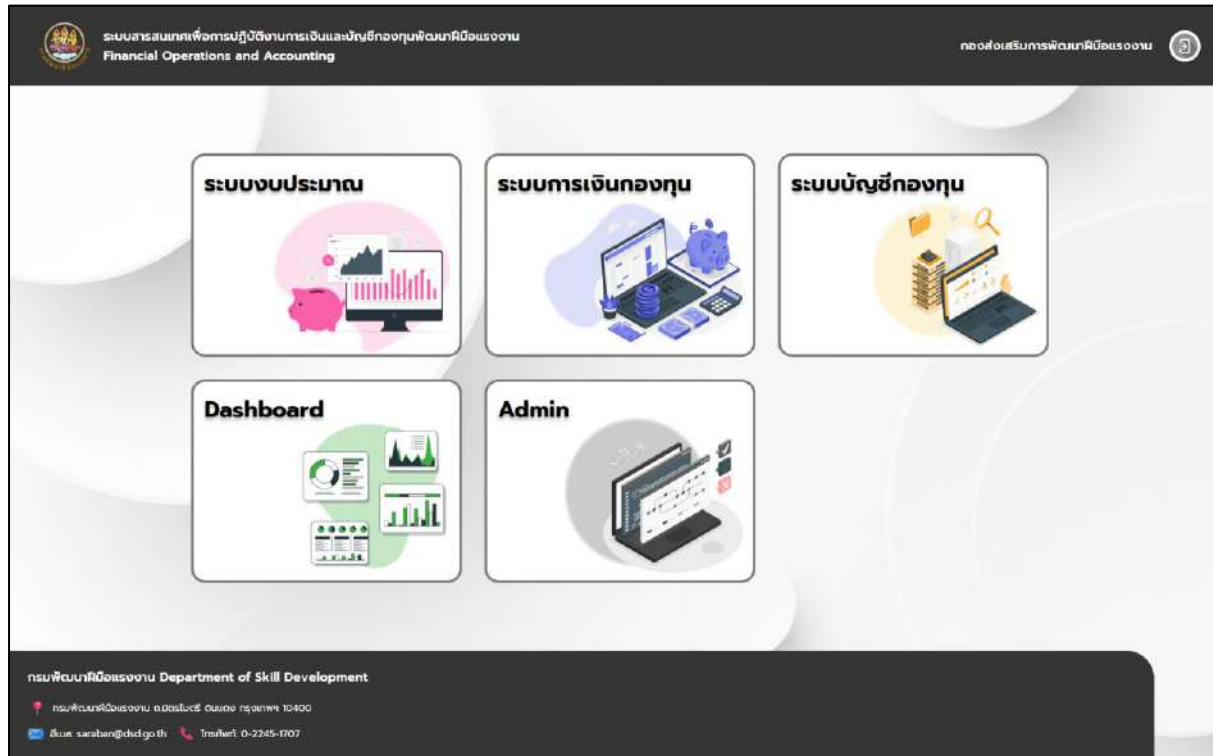 ระบบสารสนเทศเพื่อการปฏิบัติงานการเงินและบัญชีกองทุนพัฒนาฝีมือแรงงาน
Financial Operations and Accounting
กองส่งเสริมการพัฒนาฝีมือแรงงาน
ระบบงบประมาณ
ระบบการเงินกองทุน
ระบบบัญชีกองทุน
Dashboard
Admin
กรมพัฒนาฝีมือแรงงาน Department of Skill Development
กรมพัฒนาฝีมือแรงงาน ถ.มิตรไมตรี ดินแดง กรุงเทพฯ 10400
อีเมล saraban@dsd.go.th โทรศัพท์ 0-2245-1707